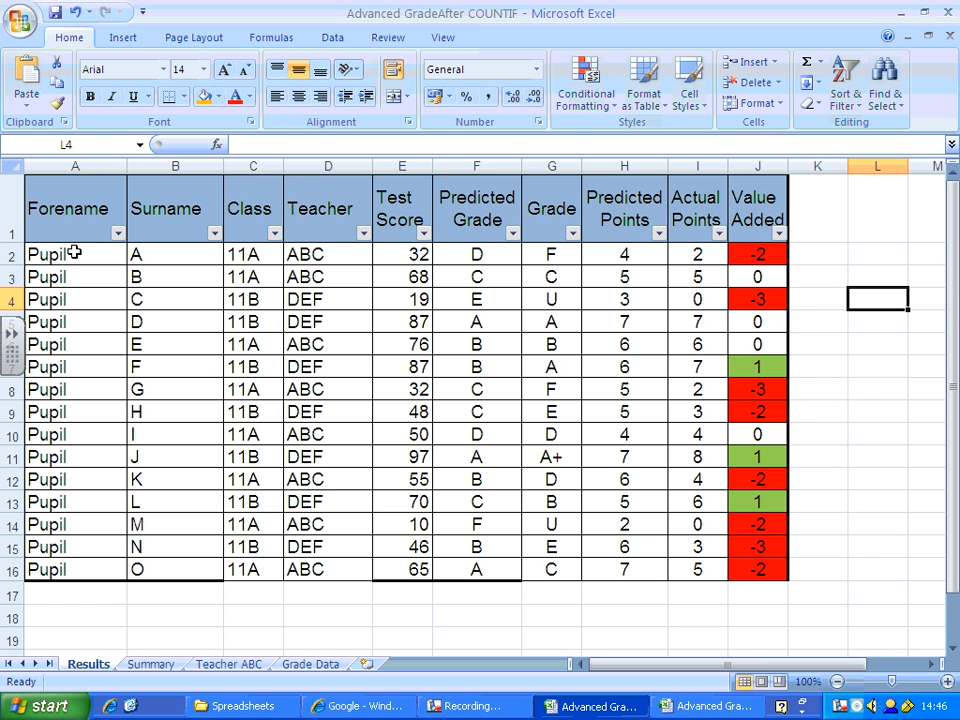 Advanced GradeAfter COUNTIF - Microsoft Excel
Home Insert Page Layout Formulas Data Review View
Arial 14 General
Paste
B I U
Conditional Formatting
Format as Table
Cell Styles
Insert
Delete
Format
Sort & Filter
Find & Select
Clipboard Font Alignment Number Styles Cells Editing
L4 fx
A B C D E F G H I J K L M
1 Forename Surname Class Teacher Test Score Predicted Grade Grade Predicted Points Actual Points Value Added
2 Pupil A 11A ABC 32 D F 4 2 -2
3 Pupil B 11A ABC 68 C C 5 5 0
4 Pupil C 11B DEF 19 E U 3 0 -3
Pupil D 11B DEF 87 A A 7 7 0
Pupil E 11A ABC 76 B B 6 6 0
Pupil F 11B DEF 87 B A 6 7 1
8 Pupil G 11A ABC 32 C F 5 2 -3
9 Pupil H 11B DEF 48 C E 5 3 -2
10 Pupil I 11A ABC 50 D D 4 4 0
11 Pupil J 11B DEF 97 A A+ 7 8 1
12 Pupil K 11A ABC 55 B D 6 4 -2
13 Pupil L 11B DEF 70 C B 5 6 1
14 Pupil M 11A ABC 10 F U 2 0 -2
15 Pupil N 11B DEF 46 B E 6 3 -3
16 Pupil O 11A ABC 65 A C 7 5 -2
17
18
19
Results Summary Teacher ABC Grade Data
Ready 100%
start Spreadsheets Google - Wind... Recording... Advanced Gra... Advanced Gra... 14:46